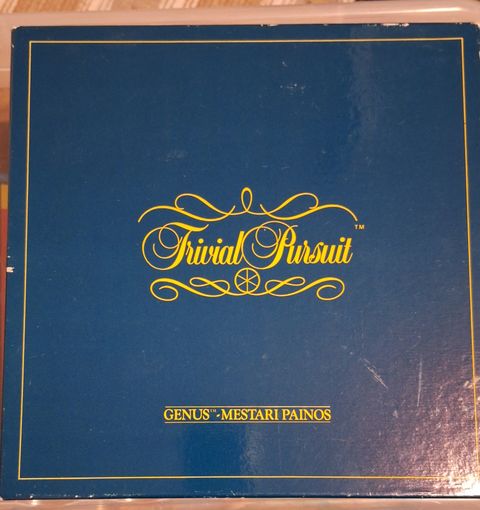 Trivial Pursuit™
GENUS™-MESTARI PAINOS